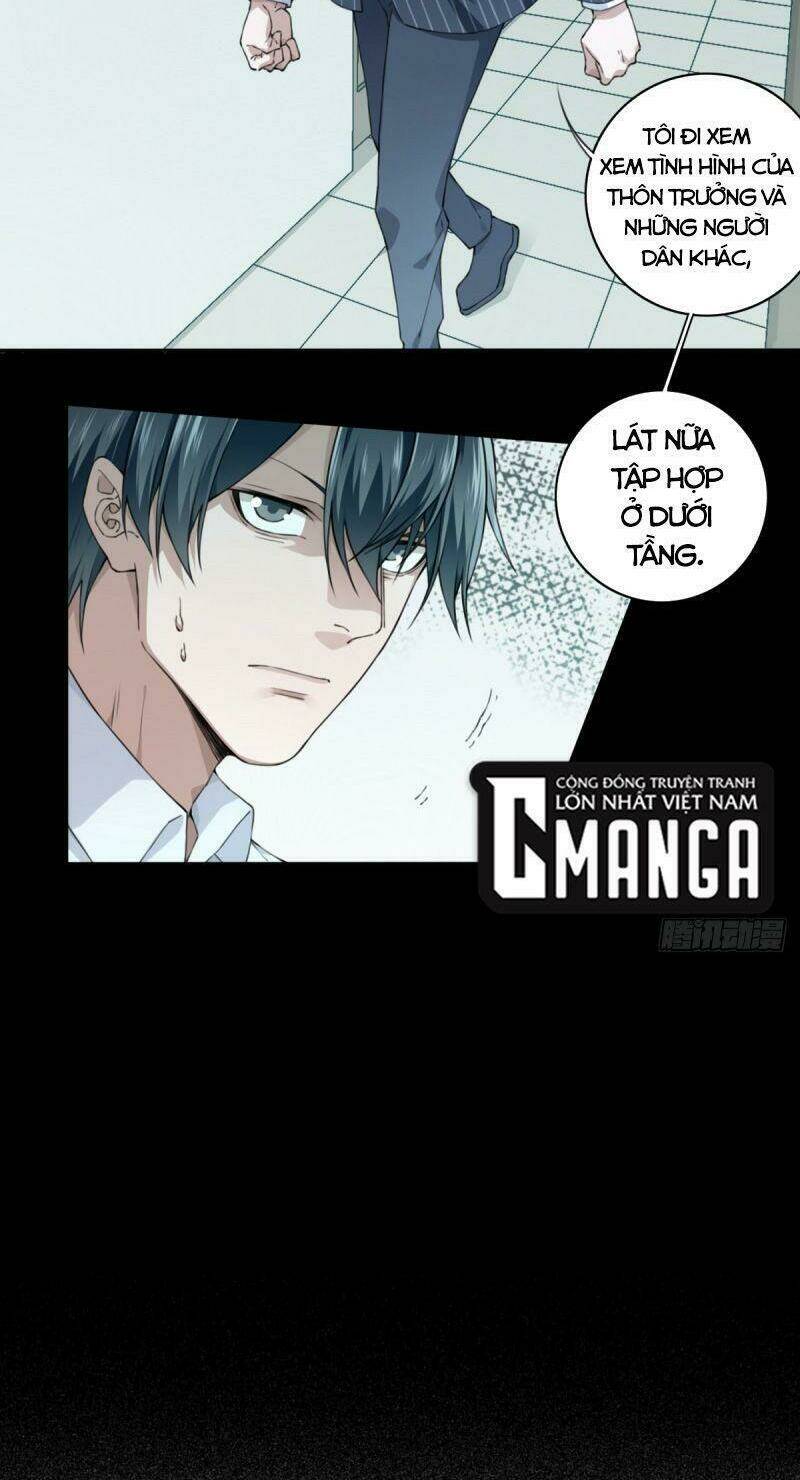 TÔI ĐI XEM
XEM TÌNH HÌNH CỦA
THÔN TRƯỞNG VÀ
NHỮNG NGƯỜI
DÂN KHÁC,
LÁT NỮA
TẬP HỢP
Ở DƯỚI
TẦNG.
CỘNG ĐỒNG TRUYỆN TRANH
LỚN NHẤT VIỆT NAM
CMANGA
腾讯动漫